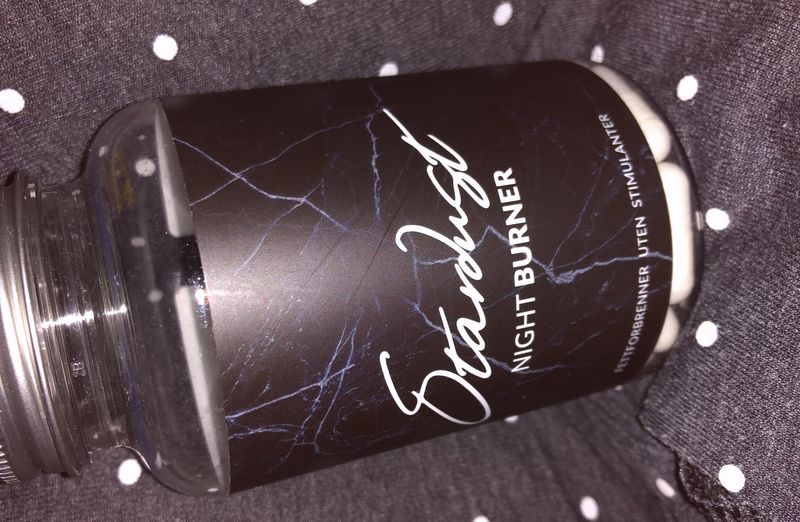 Stardust
NIGHT BURNER
FETTFORBRENNER UTEN STIMULANTER